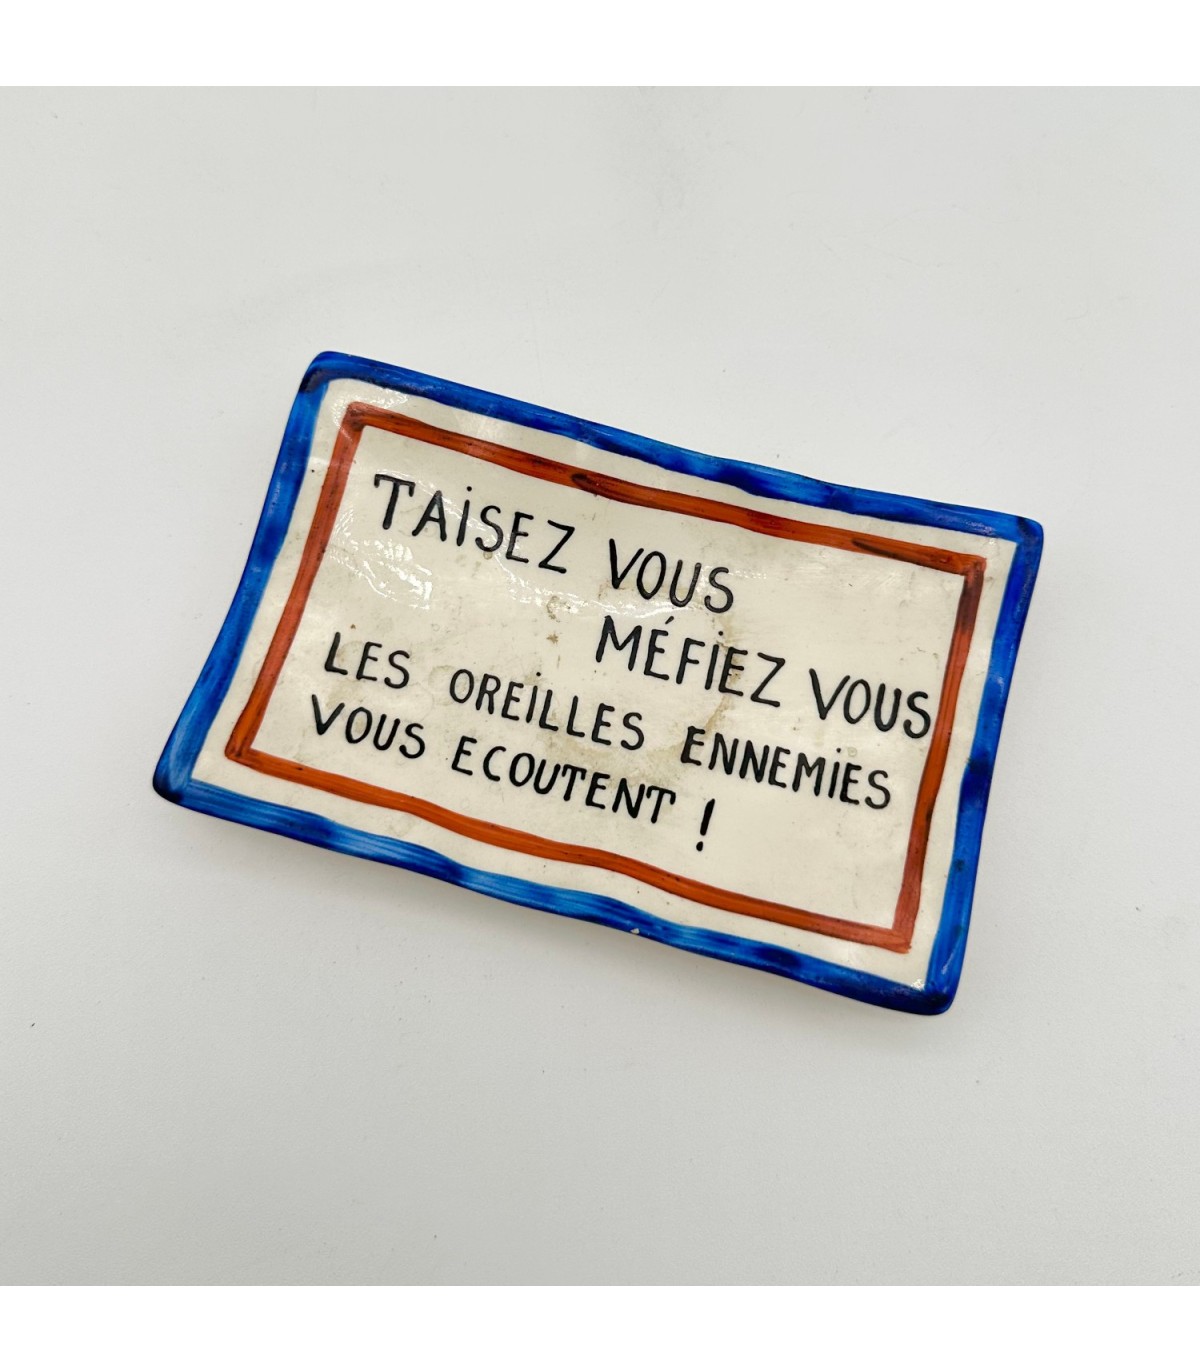 TAiSEZ VOUS
MÉFiEZ VOUS
LES OREiLLES ENNEMiES
VOUS ECOUTENT !